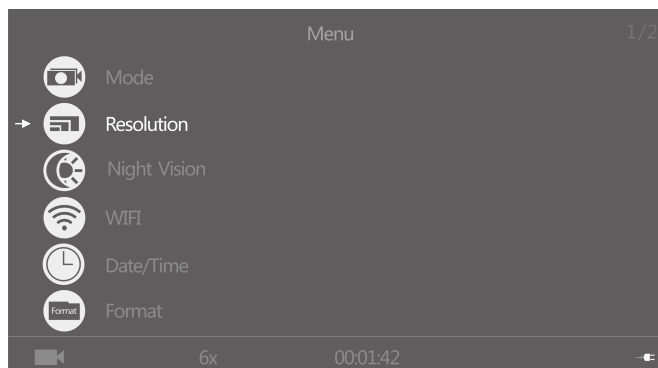 Menu 1/2
Mode
Resolution
Night Vision
WIFI
Date/Time
Format Format
6x 00:01:42